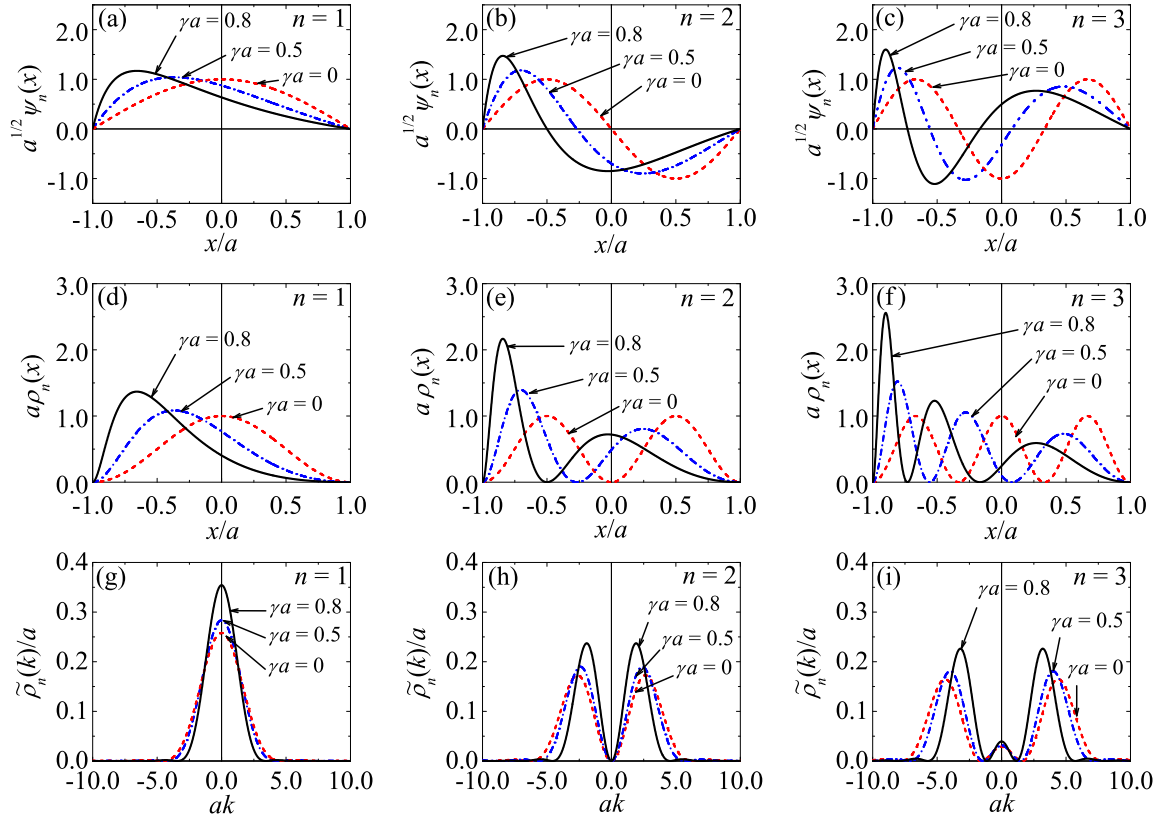 (a) n = 1
2.0
γa = 0.8
γa = 0.5
1.0
γa = 0
0.0
-1.0
a^{1/2} ψ_n(x)
-1.0 -0.5 0.0 0.5 1.0
x/a
(b) n = 2
2.0
γa = 0.8
γa = 0.5
1.0
γa = 0
0.0
-1.0
a^{1/2} ψ_n(x)
-1.0 -0.5 0.0 0.5 1.0
x/a
(c) n = 3
γa = 0.8
2.0
γa = 0.5
γa = 0
1.0
0.0
-1.0
a^{1/2} ψ_n(x)
-1.0 -0.5 0.0 0.5 1.0
x/a
3.0
(d) n = 1
γa = 0.8
2.0
γa = 0.5
γa = 0
1.0
0.0
aρ_n(x)
-1.0 -0.5 0.0 0.5 1.0
x/a
3.0
(e) n = 2
γa = 0.8
2.0
γa = 0.5
γa = 0
1.0
0.0
a ρ_n(x)
-1.0 -0.5 0.0 0.5 1.0
x/a
3.0
(f) n = 3
γa = 0.8
γa = 0.5
2.0
γa = 0
1.0
0.0
a ρ_n(x)
-1.0 -0.5 0.0 0.5 1.0
x/a
0.4
(g) n = 1
γa = 0.8
0.3
γa = 0.5
γa = 0
0.2
0.1
0.0
ρ̃_n(k)/a
-10.0 -5.0 0.0 5.0 10.0
ak
0.4
(h) n = 2
γa = 0.8
0.3
γa = 0.5
0.2
γa = 0
0.1
0.0
ρ̃_n(k)/a
-10.0 -5.0 0.0 5.0 10.0
ak
0.4
(i) n = 3
γa = 0.8
0.3
γa = 0.5
0.2
γa = 0
0.1
0.0
ρ̃_n(k)/a
-10.0 -5.0 0.0 5.0 10.0
ak